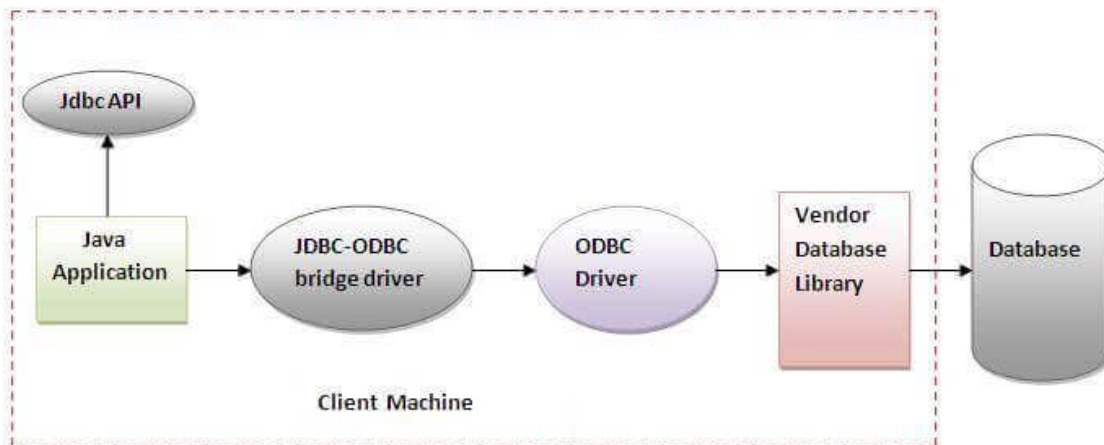 Jdbc API
Java
Application
JDBC-ODBC
bridge driver
ODBC
Driver
Vendor
Database
Library
Database
Client Machine